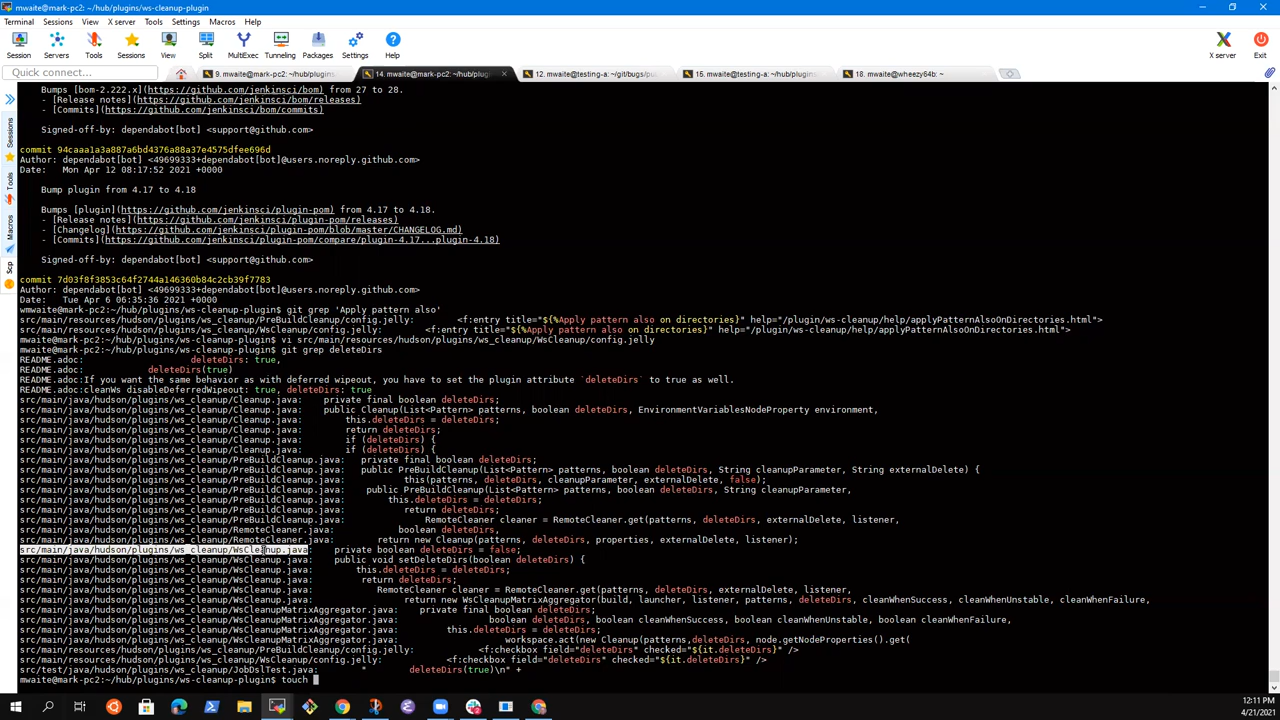 mwaite@mark-pc2: ~/hub/plugins/ws-cleanup-plugin
Terminal Sessions View X server Tools Settings Macros Help
Session Servers Tools Sessions View Split MultiExec Tunneling Packages Settings Help X server Exit
Quick connect...
9. mwaite@mark-pc2: ~/hub/plugins 14. mwaite@mark-pc2: ~/hub/plugi 12. mwaite@testing-a: ~/git/bugs/pu 15. mwaite@testing-a: ~/hub/plugin 18. mwaite@wheezy64b: ~
Sessions
Tools
Macros
Scp
Bumps [bom-2.222.x](https://github.com/jenkinsci/bom) from 27 to 28.
- [Release notes](https://github.com/jenkinsci/bom/releases)
- [Commits](https://github.com/jenkinsci/bom/commits)
Signed-off-by: dependabot[bot] <support@github.com>
commit 94caaa1a3a887a6bd4376a88a37e4575dfee696d
Author: dependabot[bot] <49699333+dependabot[bot]@users.noreply.github.com>
Date: Mon Apr 12 08:17:52 2021 +0000
Bump plugin from 4.17 to 4.18
Bumps [plugin](https://github.com/jenkinsci/plugin-pom) from 4.17 to 4.18.
- [Release notes](https://github.com/jenkinsci/plugin-pom/releases)
- [Changelog](https://github.com/jenkinsci/plugin-pom/blob/master/CHANGELOG.md)
- [Commits](https://github.com/jenkinsci/plugin-pom/compare/plugin-4.17...plugin-4.18)
Signed-off-by: dependabot[bot] <support@github.com>
commit 7d03f8f3853c64f2744a146360b84c2cb39f7783
Author: dependabot[bot] <49699333+dependabot[bot]@users.noreply.github.com>
Date: Tue Apr 6 06:35:36 2021 +0000
wmwaite@mark-pc2:~/hub/plugins/ws-cleanup-plugin$ git grep 'Apply pattern also'
src/main/resources/hudson/plugins/ws_cleanup/PreBuildCleanup/config.jelly: <f:entry title="${%Apply pattern also on directories}" help="/plugin/ws-cleanup/help/applyPatternAlsoOnDirectories.html">
src/main/resources/hudson/plugins/ws_cleanup/WsCleanup/config.jelly: <f:entry title="${%Apply pattern also on directories}" help="/plugin/ws-cleanup/help/applyPatternAlsoOnDirectories.html">
mwaite@mark-pc2:~/hub/plugins/ws-cleanup-plugin$ vi src/main/resources/hudson/plugins/ws_cleanup/WsCleanup/config.jelly
mwaite@mark-pc2:~/hub/plugins/ws-cleanup-plugin$ git grep deleteDirs
README.adoc: deleteDirs: true,
README.adoc: deleteDirs(true)
README.adoc:If you want the same behavior as with deferred wipeout, you have to set the plugin attribute `deleteDirs` to true as well.
README.adoc:cleanWs disableDeferredWipeout: true, deleteDirs: true
src/main/java/hudson/plugins/ws_cleanup/Cleanup.java: private final boolean deleteDirs;
src/main/java/hudson/plugins/ws_cleanup/Cleanup.java: public Cleanup(List<Pattern> patterns, boolean deleteDirs, EnvironmentVariablesNodeProperty environment,
src/main/java/hudson/plugins/ws_cleanup/Cleanup.java: this.deleteDirs = deleteDirs;
src/main/java/hudson/plugins/ws_cleanup/Cleanup.java: return deleteDirs;
src/main/java/hudson/plugins/ws_cleanup/Cleanup.java: if (deleteDirs) {
src/main/java/hudson/plugins/ws_cleanup/Cleanup.java: if (deleteDirs) {
src/main/java/hudson/plugins/ws_cleanup/PreBuildCleanup.java: private final boolean deleteDirs;
src/main/java/hudson/plugins/ws_cleanup/PreBuildCleanup.java: public PreBuildCleanup(List<Pattern> patterns, boolean deleteDirs, String cleanupParameter, String externalDelete) {
src/main/java/hudson/plugins/ws_cleanup/PreBuildCleanup.java: this(patterns, deleteDirs, cleanupParameter, externalDelete, false);
src/main/java/hudson/plugins/ws_cleanup/PreBuildCleanup.java: public PreBuildCleanup(List<Pattern> patterns, boolean deleteDirs, String cleanupParameter,
src/main/java/hudson/plugins/ws_cleanup/PreBuildCleanup.java: this.deleteDirs = deleteDirs;
src/main/java/hudson/plugins/ws_cleanup/PreBuildCleanup.java: return deleteDirs;
src/main/java/hudson/plugins/ws_cleanup/PreBuildCleanup.java: RemoteCleaner cleaner = RemoteCleaner.get(patterns, deleteDirs, externalDelete, listener,
src/main/java/hudson/plugins/ws_cleanup/RemoteCleaner.java: boolean deleteDirs,
src/main/java/hudson/plugins/ws_cleanup/RemoteCleaner.java: return new Cleanup(patterns, deleteDirs, properties, externalDelete, listener);
src/main/java/hudson/plugins/ws_cleanup/WsCleanup.java: private boolean deleteDirs = false;
src/main/java/hudson/plugins/ws_cleanup/WsCleanup.java: public void setDeleteDirs(boolean deleteDirs) {
src/main/java/hudson/plugins/ws_cleanup/WsCleanup.java: this.deleteDirs = deleteDirs;
src/main/java/hudson/plugins/ws_cleanup/WsCleanup.java: return deleteDirs;
src/main/java/hudson/plugins/ws_cleanup/WsCleanup.java: RemoteCleaner cleaner = RemoteCleaner.get(patterns, deleteDirs, externalDelete, listener,
src/main/java/hudson/plugins/ws_cleanup/WsCleanup.java: return new WsCleanupMatrixAggregator(build, launcher, listener, patterns, deleteDirs, cleanWhenSuccess, cleanWhenUnstable, cleanWhenFailure,
src/main/java/hudson/plugins/ws_cleanup/WsCleanupMatrixAggregator.java: private final boolean deleteDirs;
src/main/java/hudson/plugins/ws_cleanup/WsCleanupMatrixAggregator.java: boolean deleteDirs, boolean cleanWhenSuccess, boolean cleanWhenUnstable, boolean cleanWhenFailure,
src/main/java/hudson/plugins/ws_cleanup/WsCleanupMatrixAggregator.java: this.deleteDirs = deleteDirs;
src/main/java/hudson/plugins/ws_cleanup/WsCleanupMatrixAggregator.java: workspace.act(new Cleanup(patterns,deleteDirs, node.getNodeProperties().get(
src/main/resources/hudson/plugins/ws_cleanup/PreBuildCleanup/config.jelly: <f:checkbox field="deleteDirs" checked="${it.deleteDirs}" />
src/main/resources/hudson/plugins/ws_cleanup/WsCleanup/config.jelly: <f:checkbox field="deleteDirs" checked="${it.deleteDirs}" />
src/test/java/hudson/plugins/ws_cleanup/JobDslTest.java: " deleteDirs(true)\n" +
mwaite@mark-pc2:~/hub/plugins/ws-cleanup-plugin$ touch
12:11 PM
4/21/2021